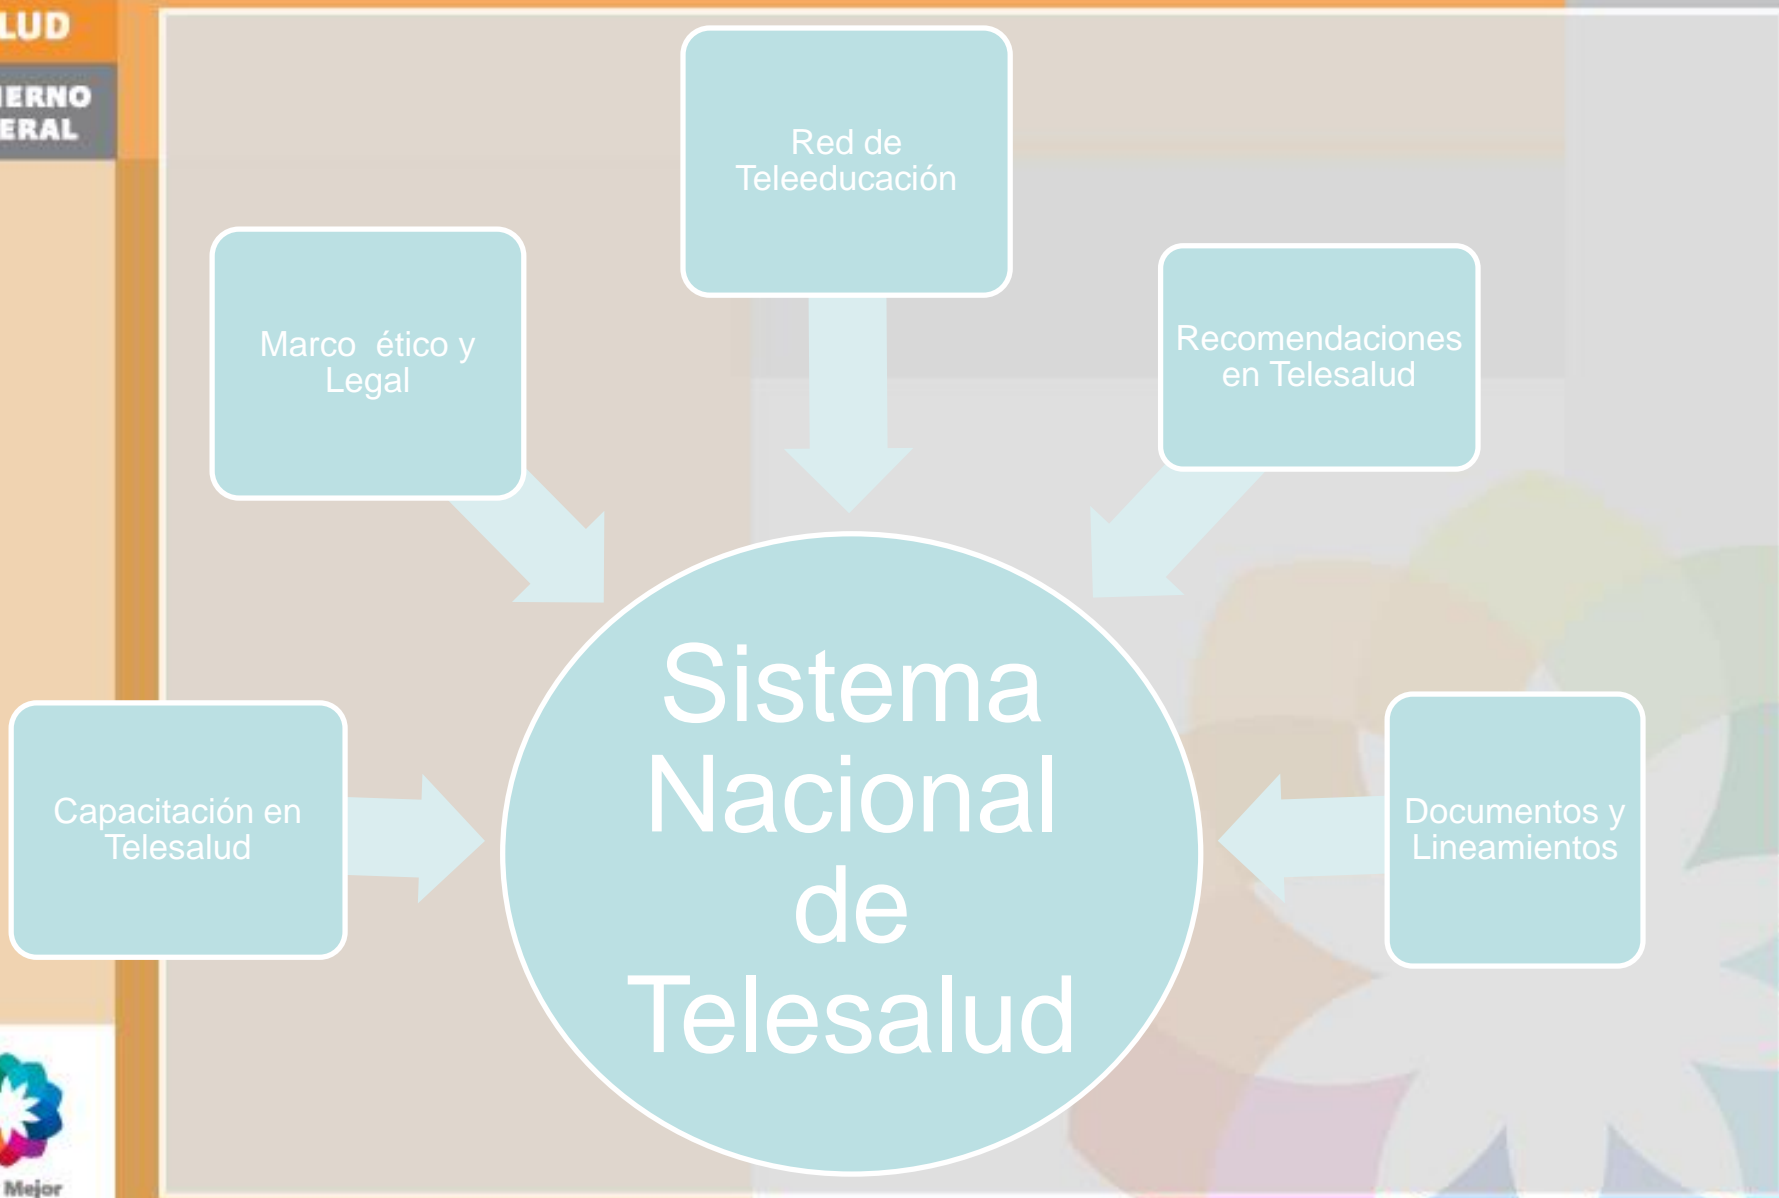 LUD
IERNO
ERAL
Red de
Teleeducación
Marco ético y
Legal
Recomendaciones
en Telesalud
Sistema
Nacional
de
Telesalud
Capacitación en
Telesalud
Documentos y
Lineamientos
Mejor